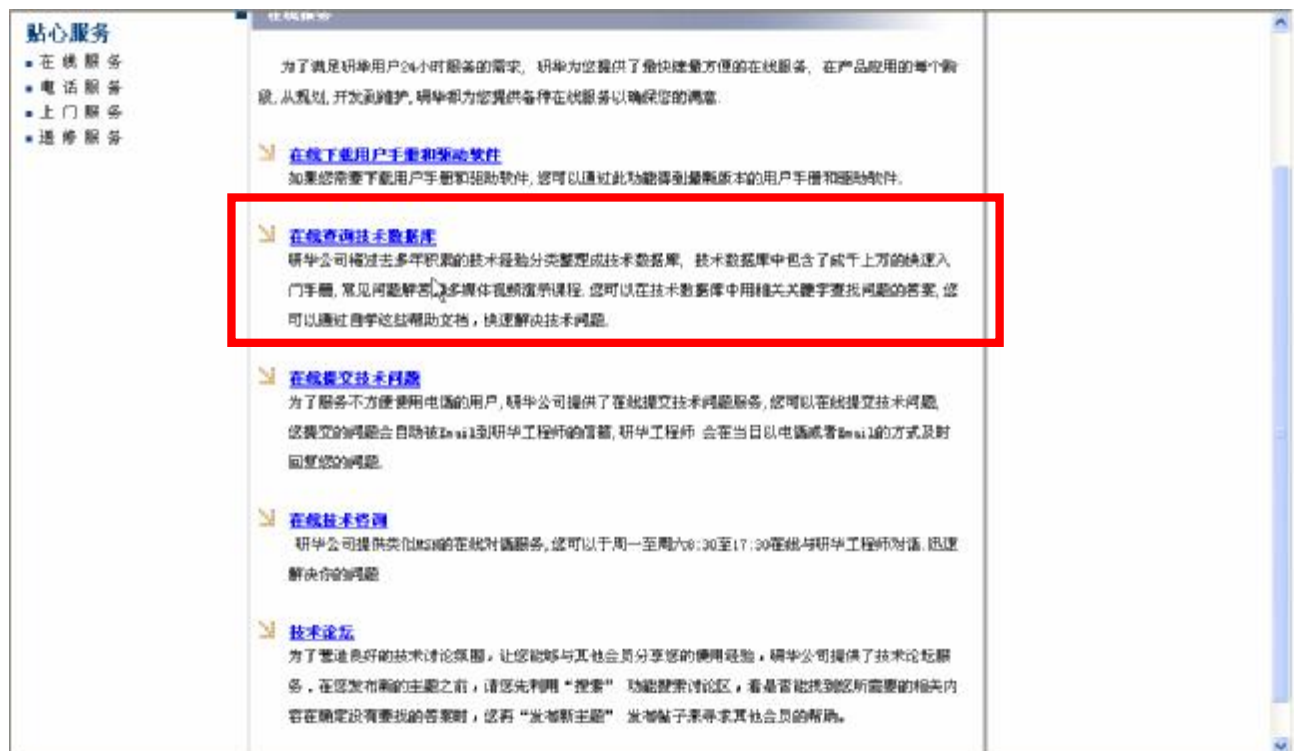 贴心服务
在线服务
电话服务
上门服务
送修服务
在线服务
为了满足研华用户24小时服务的需求, 研华为您提供了最快捷最方便的在线服务, 在产品应用的每个阶
段,从规划,开发到维护,研华都为您提供各种在线服务以确保您的满意.
在线下载用户手册和驱动软件
如果您需要下载用户手册和驱动软件,您可以通过此功能得到最新版本的用户手册和驱动软件.
在线查询技术数据库
研华公司将过去多年积累的技术经验分类整理成技术数据库, 技术数据库中包含了成千上万的快速入
门手册,常见问题解答及多媒体视频演示课程.您可以在技术数据库中用相关关键字查找问题的答案,您
可以通过自学这些帮助文档，快速解决技术问题.
在线提交技术问题
为了服务不方便使用电话的用户,研华公司提供了在线提交技术问题服务,您可以在线提交技术问题,
您提交的问题会自动被Email到研华工程师的信箱,研华工程师 会在当日以电话或者Email的方式及时
回复您的问题.
在线技术咨询
研华公司提供类似MSN的在线对话服务,您可以于周一至周六8:30至17:30在线与研华工程师对话.迅速
解决你的问题
技术论坛
为了营造良好的技术讨论氛围，让您能够与其他会员分享您的使用经验，研华公司提供了技术论坛服
务．在您发布新的主题之前，请您先利用“搜索” 功能搜索讨论区，看是否能找到您所需要的相关内
容在确定没有要找的答案时，您再“发布新主题” 发布帖子来寻求其他会员的帮助。